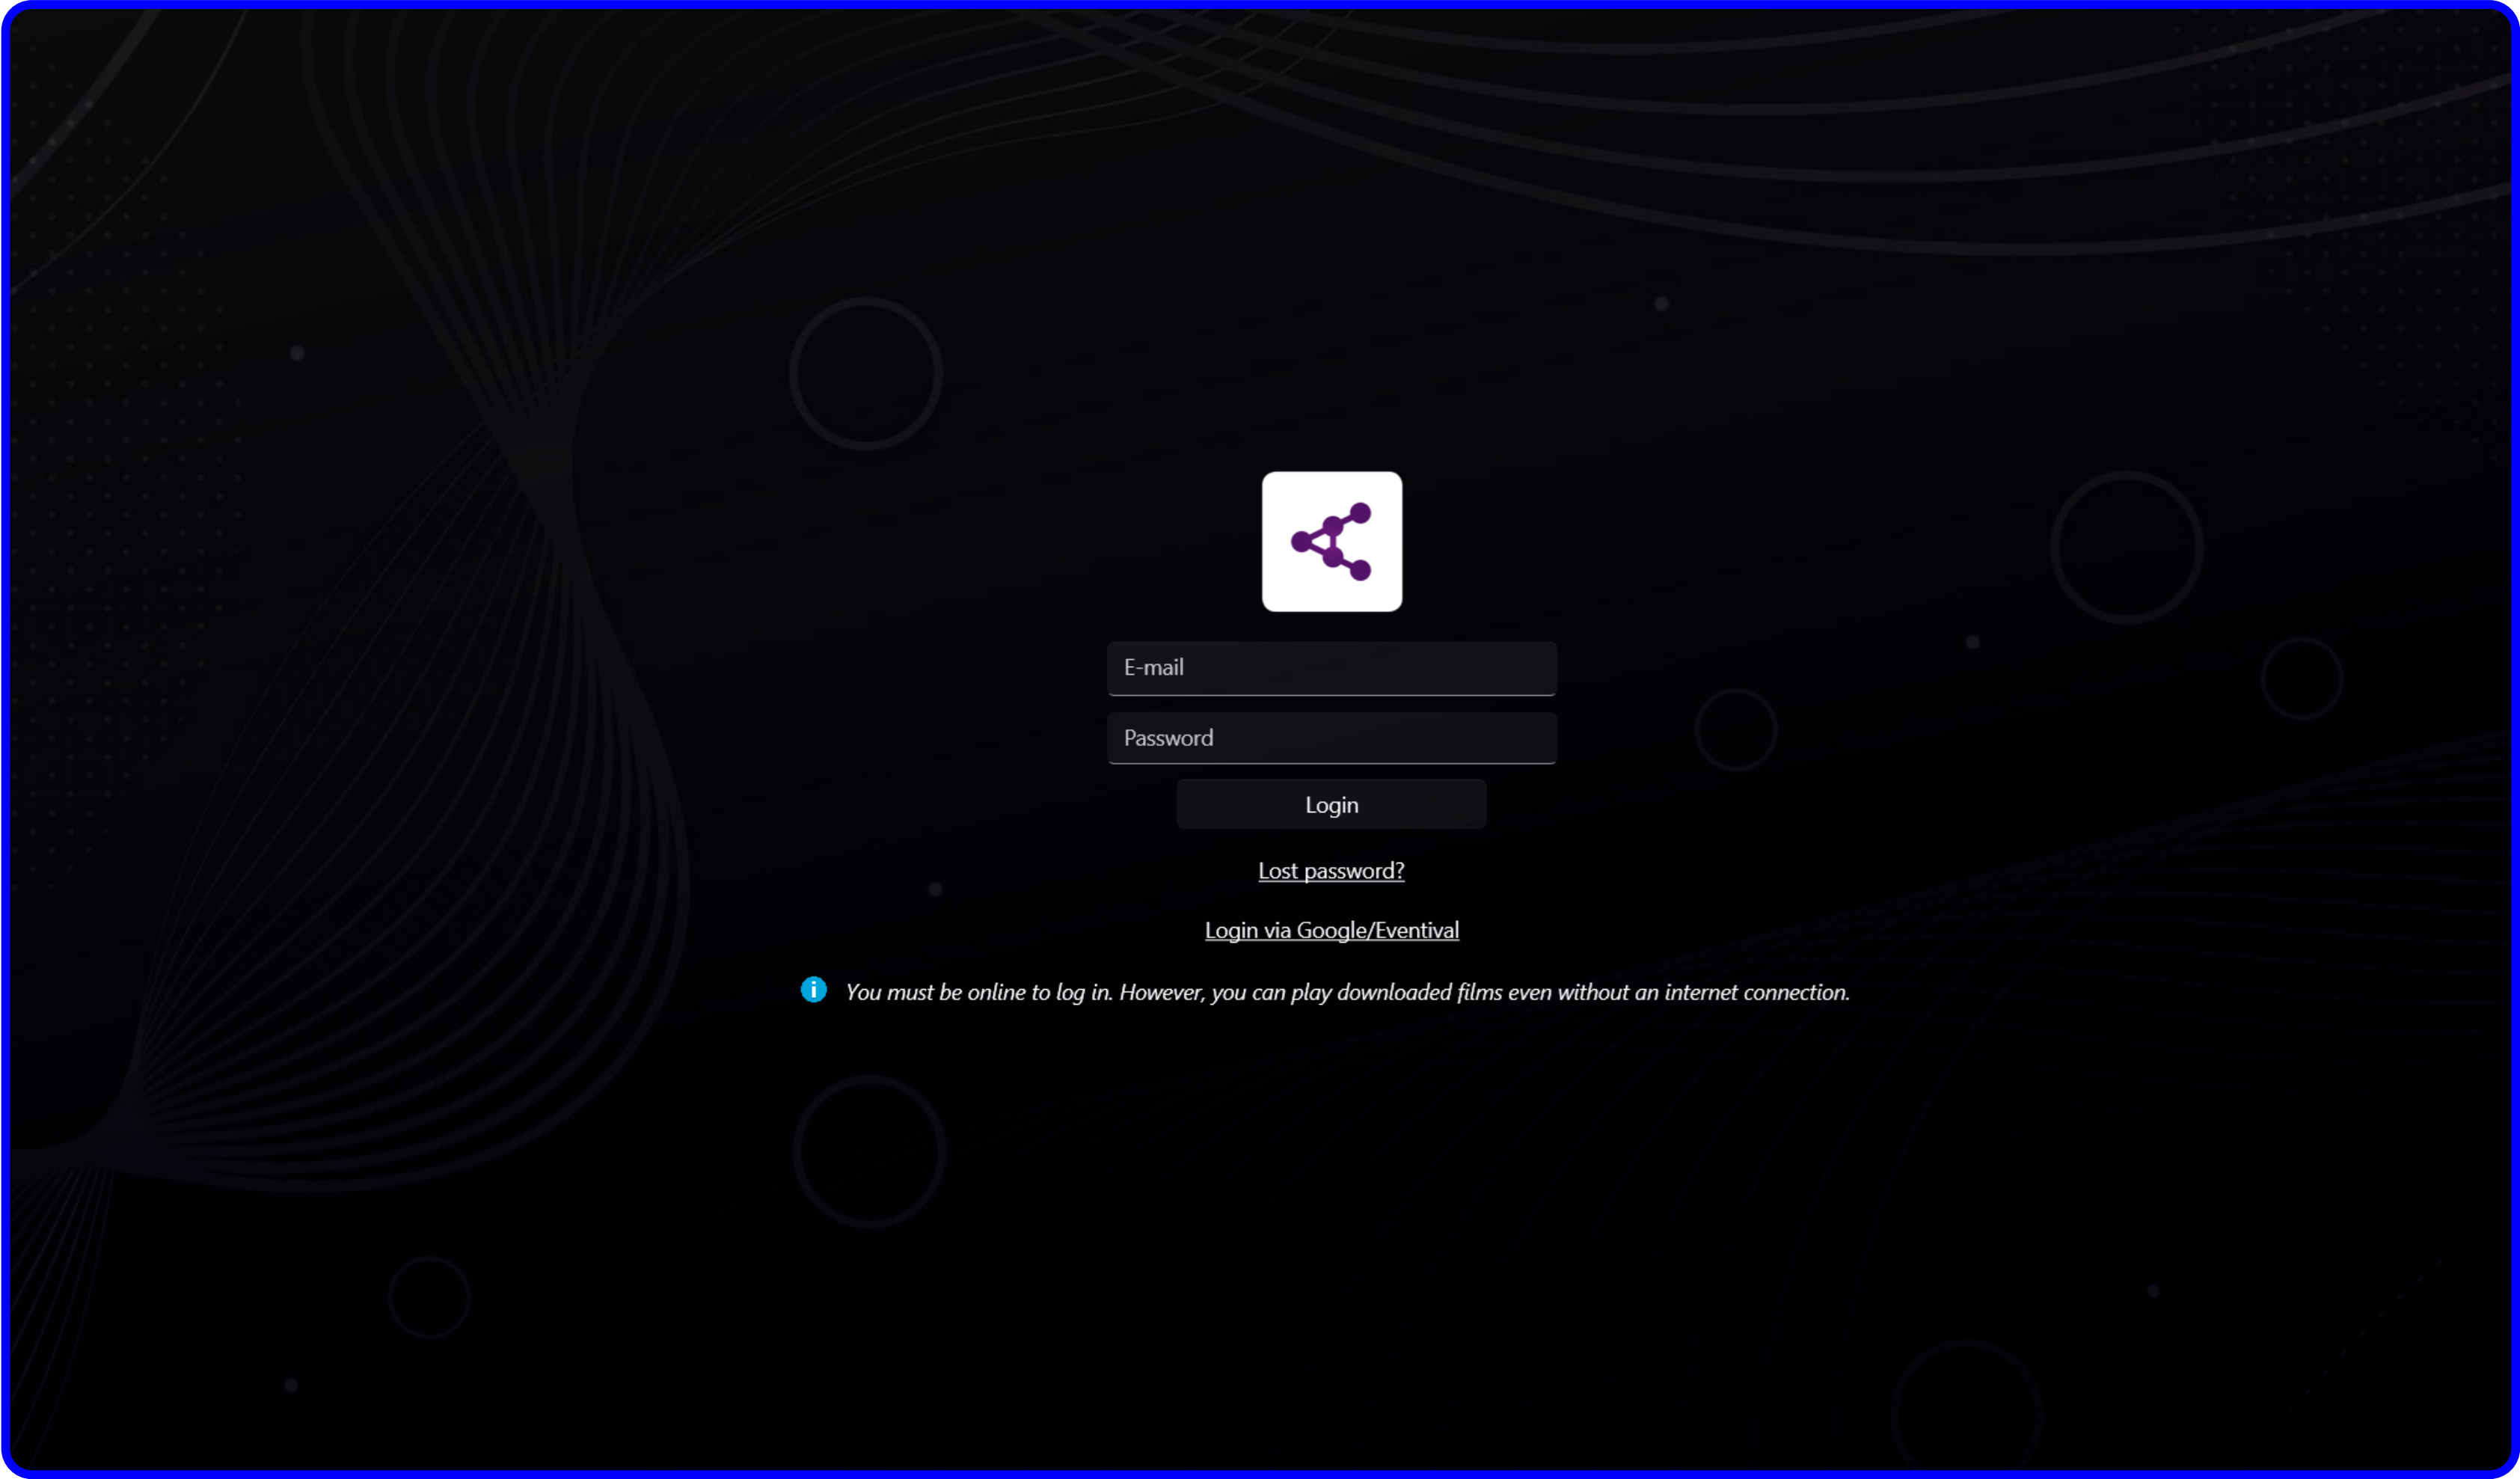 E-mail
Password
Login
Lost password?
Login via Google/Eventival
You must be online to log in. However, you can play downloaded films even without an internet connection.